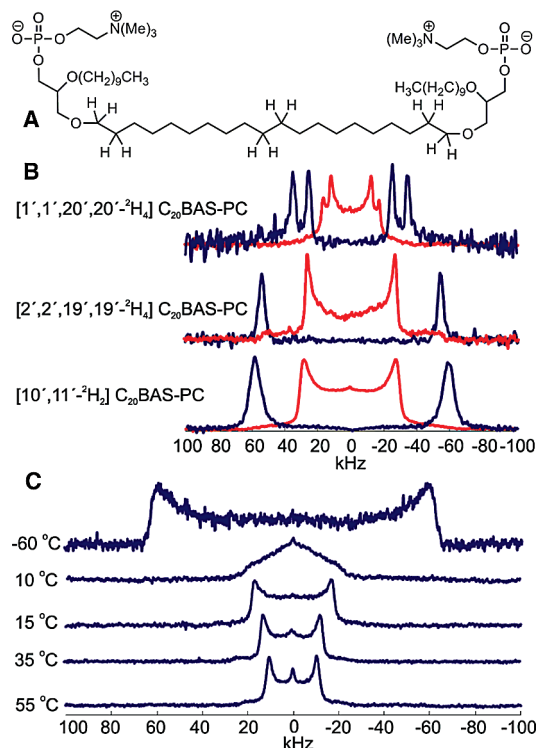 A
O
⊖O
P
O
O
N
⊕
(Me)₃
O
O(CH₂)₉CH₃
H H
O
H H
H H
H H
H H
O
H₃C(H₂C)₉O
O
(Me)₃
⊕
N
O
P
O
O⊖
O
B
[1´,1´,20´,20´-²H₄] C₂₀BAS-PC
[2´,2´,19´,19´-²H₄] C₂₀BAS-PC
[10´,11´-²H₂] C₂₀BAS-PC
100 80 60 40 20 0 -20 -40 -60 -80 -100
kHz
C
-60 °C
10 °C
15 °C
35 °C
55 °C
100 80 60 40 20 0 -20 -40 -60 -80 -100
kHz